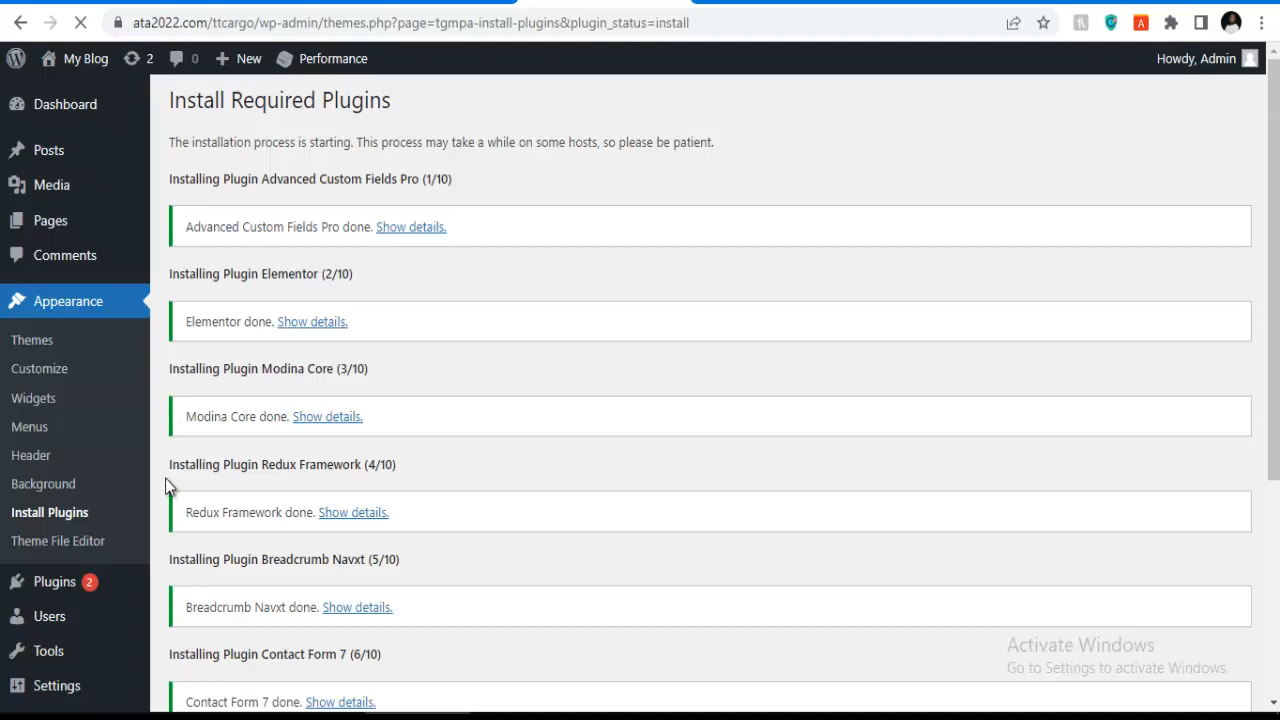 ata2022.com/ttcargo/wp-admin/themes.php?page=tgmpa-install-plugins&plugin_status=install
My Blog 2 0 New Performance Howdy, Admin
Dashboard
Posts
Media
Pages
Comments
Appearance
Themes
Customize
Widgets
Menus
Header
Background
Install Plugins
Theme File Editor
Plugins 2
Users
Tools
Settings
Install Required Plugins
The installation process is starting. This process may take a while on some hosts, so please be patient.
Installing Plugin Advanced Custom Fields Pro (1/10)
Advanced Custom Fields Pro done. Show details.
Installing Plugin Elementor (2/10)
Elementor done. Show details.
Installing Plugin Modina Core (3/10)
Modina Core done. Show details.
Installing Plugin Redux Framework (4/10)
Redux Framework done. Show details.
Installing Plugin Breadcrumb Navxt (5/10)
Breadcrumb Navxt done. Show details.
Installing Plugin Contact Form 7 (6/10)
Contact Form 7 done. Show details.
Activate Windows
Go to Settings to activate Windows.